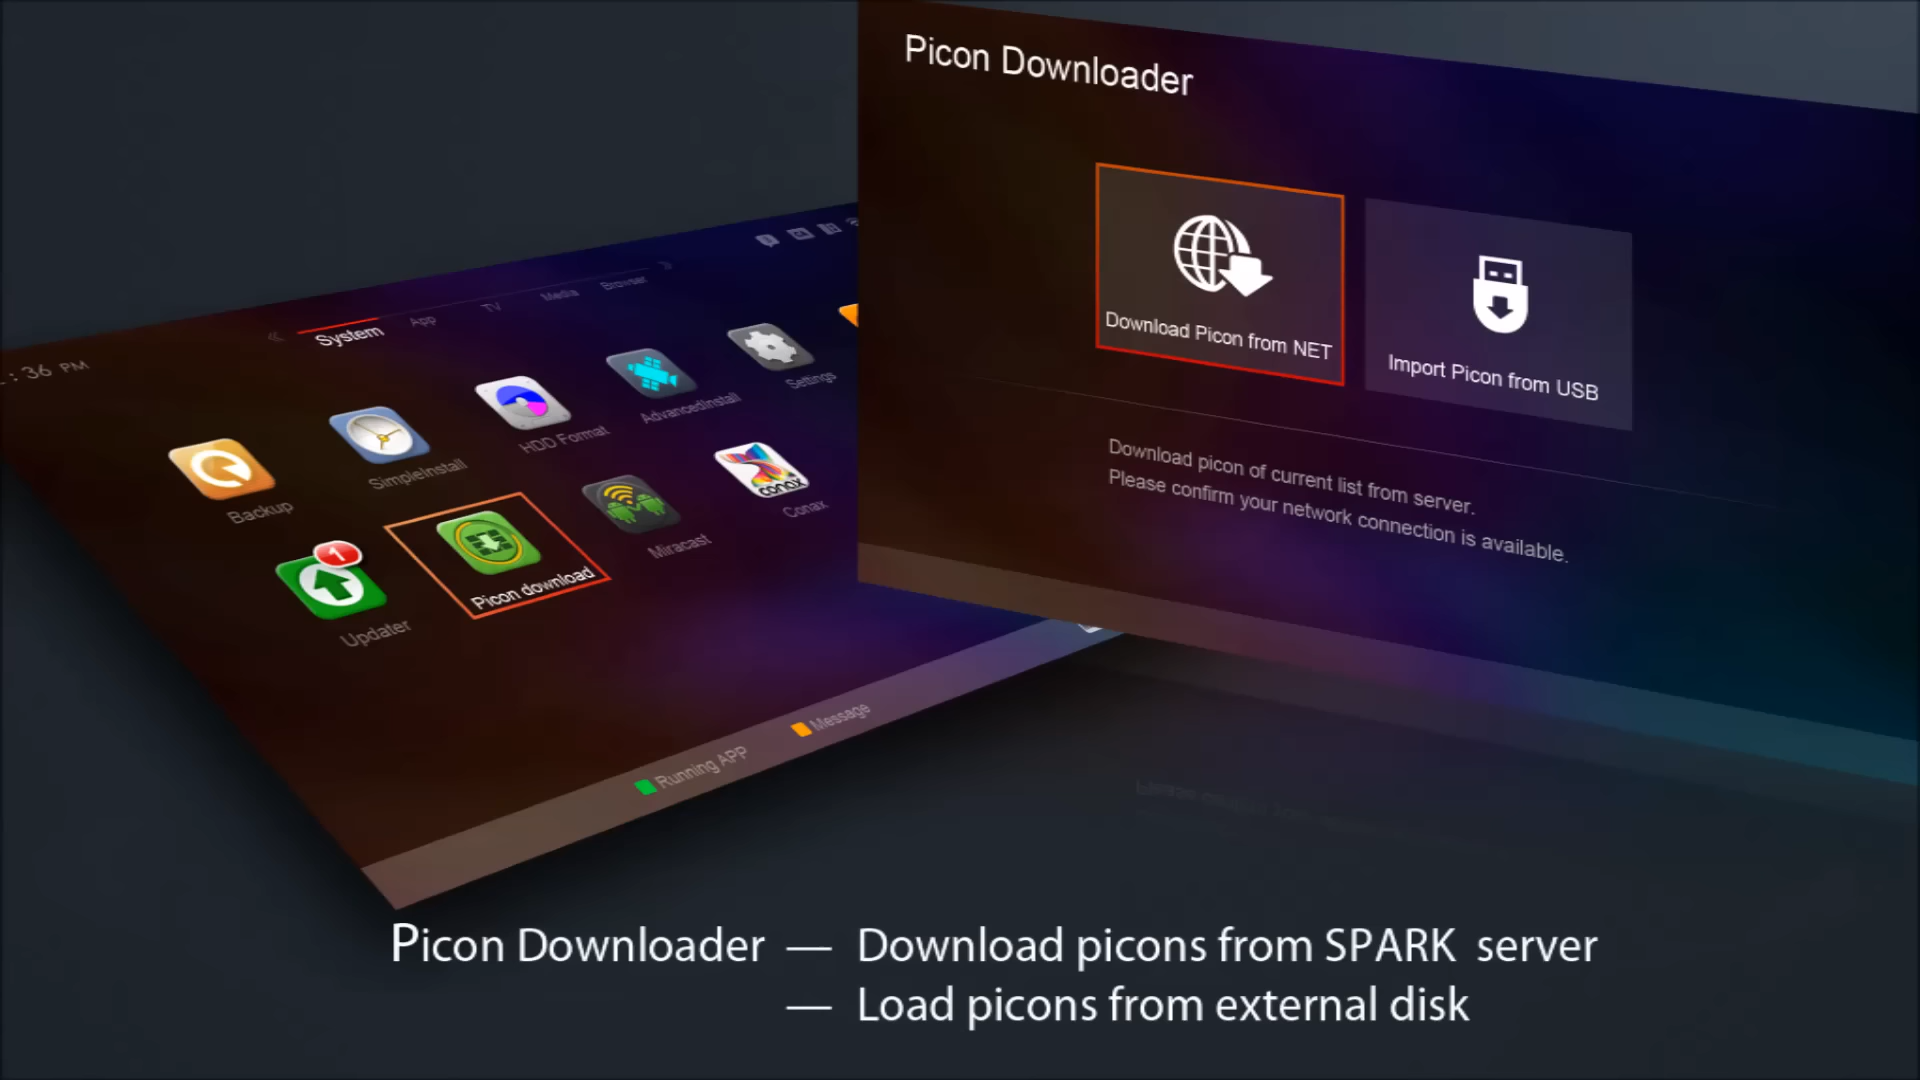 Picon Downloader
Download Picon from NET
Import Picon from USB
Download picon of current list from server.
Please confirm your network connection is available.
: 36 PM
System
App
TV
Media
Browser
Backup
SimpleInstall
HDD Format
AdvancedInstall
Settings
1
Updater
Picon download
Miracast
conax
Conax
Running APP
Message
Picon Downloader — Download picons from SPARK server
— Load picons from external disk